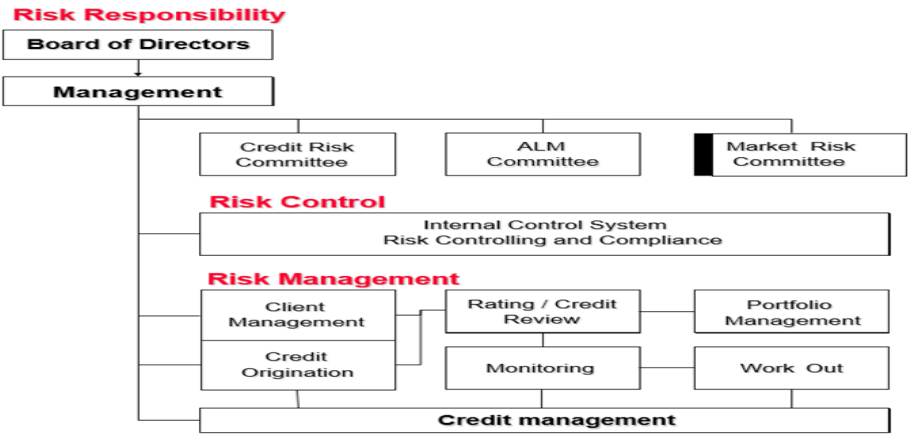 Risk Responsibility
Board of Directors
Management
Credit Risk
Committee
ALM
Committee
Market Risk
Committee
Risk Control
Internal Control System
Risk Controlling and Compliance
Risk Management
Client
Management
Rating / Credit
Review
Portfolio
Management
Credit
Origination
Monitoring
Work Out
Credit management